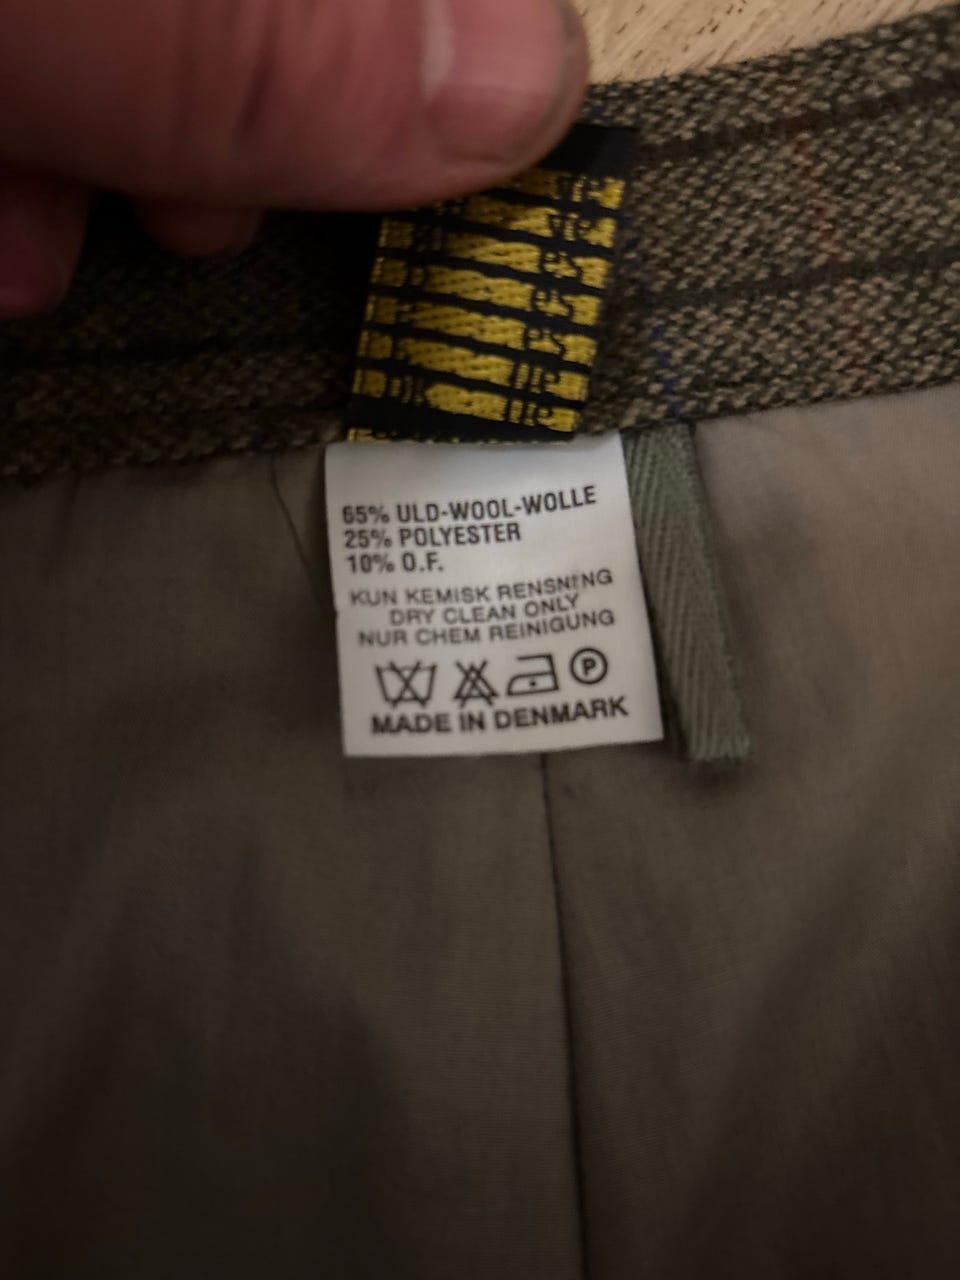 65% ULD-WOOL-WOLLE
25% POLYESTER
10% O.F.
KUN KEMISK RENSNING
DRY CLEAN ONLY
NUR CHEM REINIGUNG
P
MADE IN DENMARK